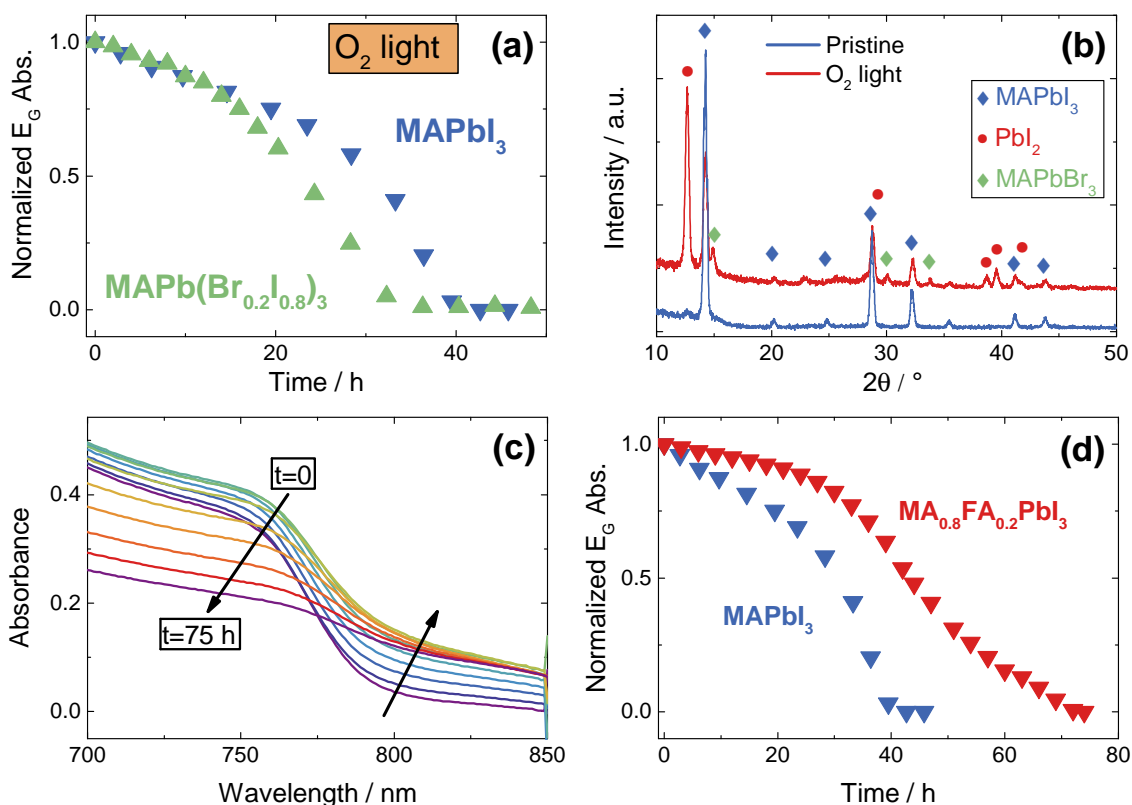 (a)
O₂ light
MAPbI₃
MAPb(Br₀.₂I₀.₈)₃
Normalized E_G Abs.
1.0
0.5
0.0
0
20
40
Time / h
(b)
Pristine
O₂ light
MAPbI₃
PbI₂
MAPbBr₃
Intensity / a.u.
10
20
30
40
50
2θ / °
(c)
t=0
t=75 h
Absorbance
0.4
0.2
0.0
700
750
800
850
Wavelength / nm
(d)
MA₀.₈FA₀.₂PbI₃
MAPbI₃
Normalized E_G Abs.
1.0
0.5
0.0
0
20
40
60
80
Time / h